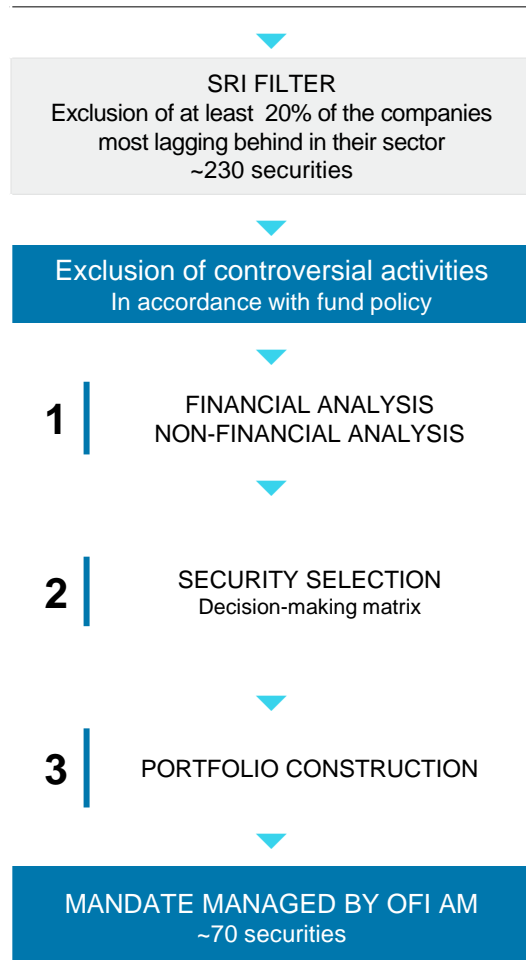 SRI FILTER
Exclusion of at least 20% of the companies
most lagging behind in their sector
~230 securities
Exclusion of controversial activities
In accordance with fund policy
1
FINANCIAL ANALYSIS
NON-FINANCIAL ANALYSIS
2
SECURITY SELECTION
Decision-making matrix
3
PORTFOLIO CONSTRUCTION
MANDATE MANAGED BY OFI AM
~70 securities